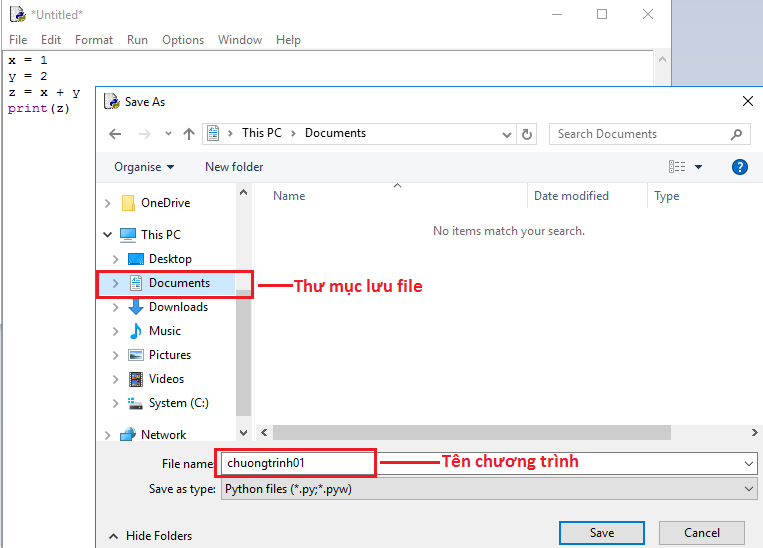 *Untitled*
File Edit Format Run Options Window Help
x = 1
y = 2
z = x + y
print(z)
Save As
This PC > Documents
Search Documents
Organise
New folder
?
Name
Date modified
Type
No items match your search.
OneDrive
This PC
Desktop
Documents
Thư mục lưu file
Downloads
Music
Pictures
Videos
System (C:)
Network
File name: chuongtrinh01
Tên chương trình
Save as type: Python files (*.py;*.pyw)
Hide Folders
Save
Cancel